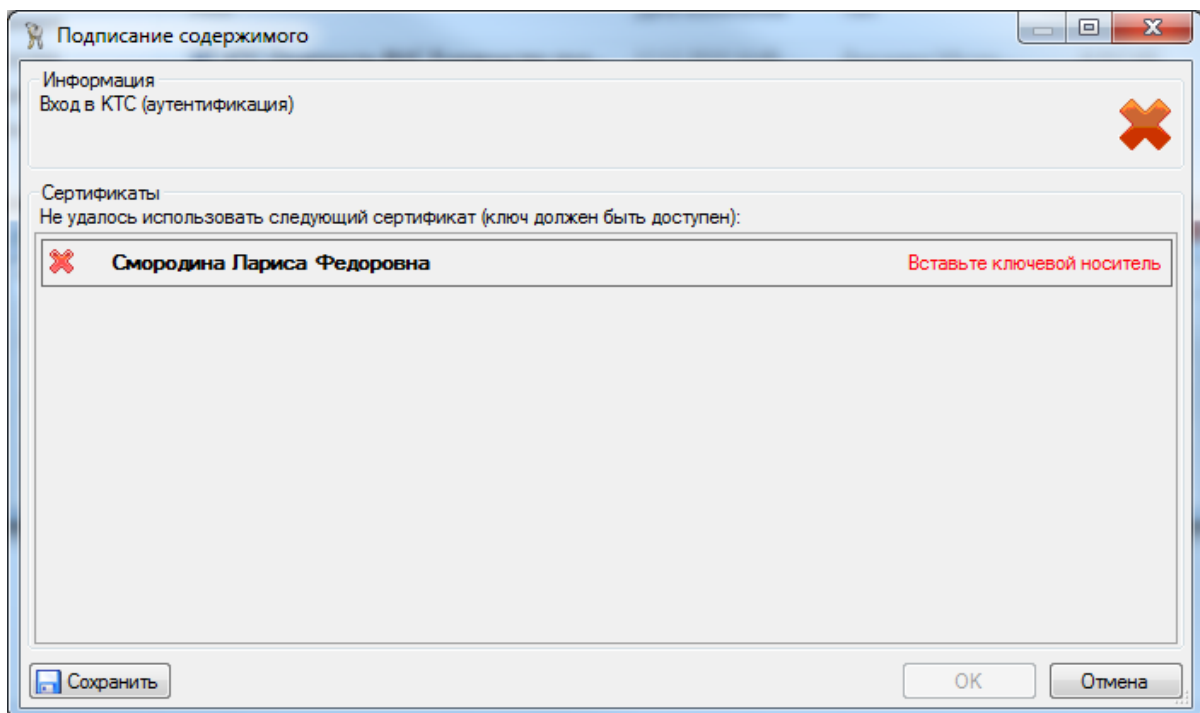 Подписание содержимого
Информация
Вход в КТС (аутентификация)
Сертификаты
Не удалось использовать следующий сертификат (ключ должен быть доступен):
Смородина Лариса Федоровна Вставьте ключевой носитель
Сохранить OK Отмена